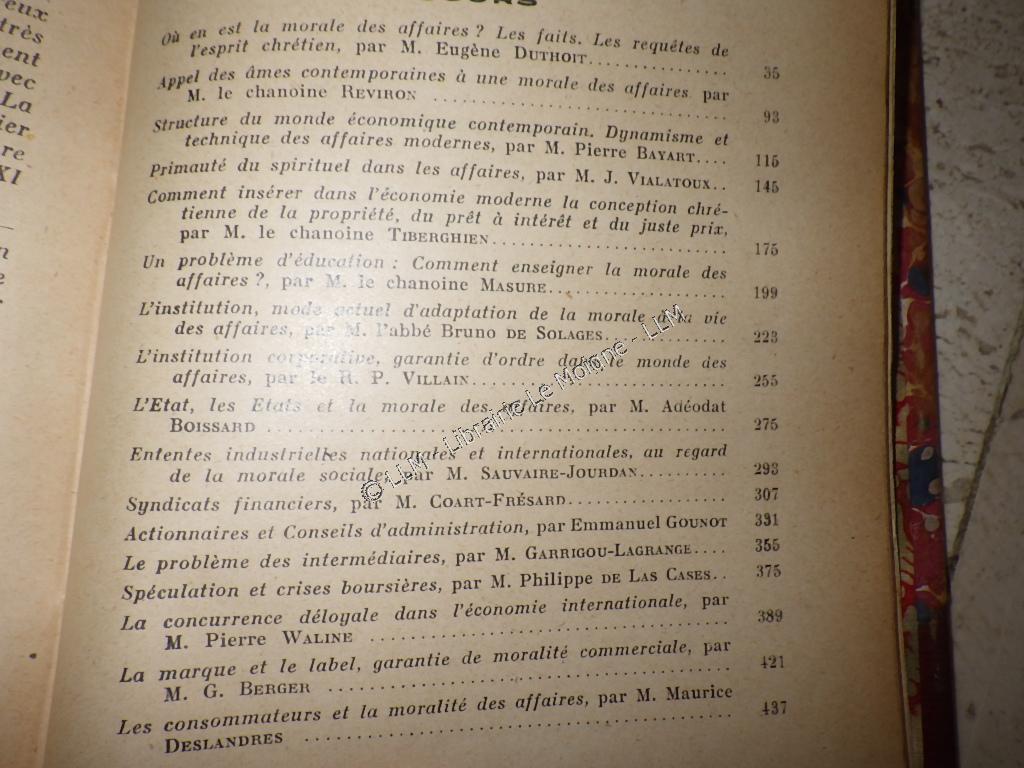 eux
très
ment
avec
La
ier
re
XI
n
e
Où en est la morale des affaires ? Les faits. Les requêtes de
l'esprit chrétien, par M. Eugène DUTHOIT............... 35
Appel des âmes contemporaines à une morale des affaires par
M. le chanoine REVIRON ............................ 93
Structure du monde économique contemporain. Dynamisme et
technique des affaires modernes, par M. Pierre BAYART.... 115
Primauté du spirituel dans les affaires, par M. J. VIALATOUX.. 145
Comment insérer dans l'économie moderne la conception chré-
tienne de la propriété, du prêt à intérêt et du juste prix,
par M. le chanoine TIBERGHIEN........................ 175
Un problème d'éducation : Comment enseigner la morale des
affaires ?, par M. le chanoine MASURE.................. 199
L'institution, mode actuel d'adaptation de la morale à la vie
des affaires, par M. l'abbé Bruno DE SOLAGES............ 223
L'institution corporative, garantie d'ordre dans le monde des
affaires, par le R. P. VILLAIN.......................... 255
L'Etat, les Etats et la morale des affaires, par M. Adéodat
BOISSARD ............................................ 275
Ententes industrielles nationales et internationales, au regard
de la morale sociale, par M. SAUVAIRE-JOURDAN.......... 293
Syndicats financiers, par M. COART-FRÉSARD................ 307
Actionnaires et Conseils d'administration, par Emmanuel GOUNOT 331
Le problème des intermédiaires, par M. GARRIGOU-LAGRANGE.... 355
Spéculation et crises boursières, par M. Philippe DE LAS CASES.. 375
La concurrence déloyale dans l'économie internationale, par
M. Pierre WALINE .................................... 389
La marque et le label, garantie de moralité commerciale, par
M. G. BERGER ........................................ 421
Les consommateurs et la moralité des affaires, par M. Maurice
DESLANDRES .......................................... 437
© LLM - Librairie Le Moigne - LLM